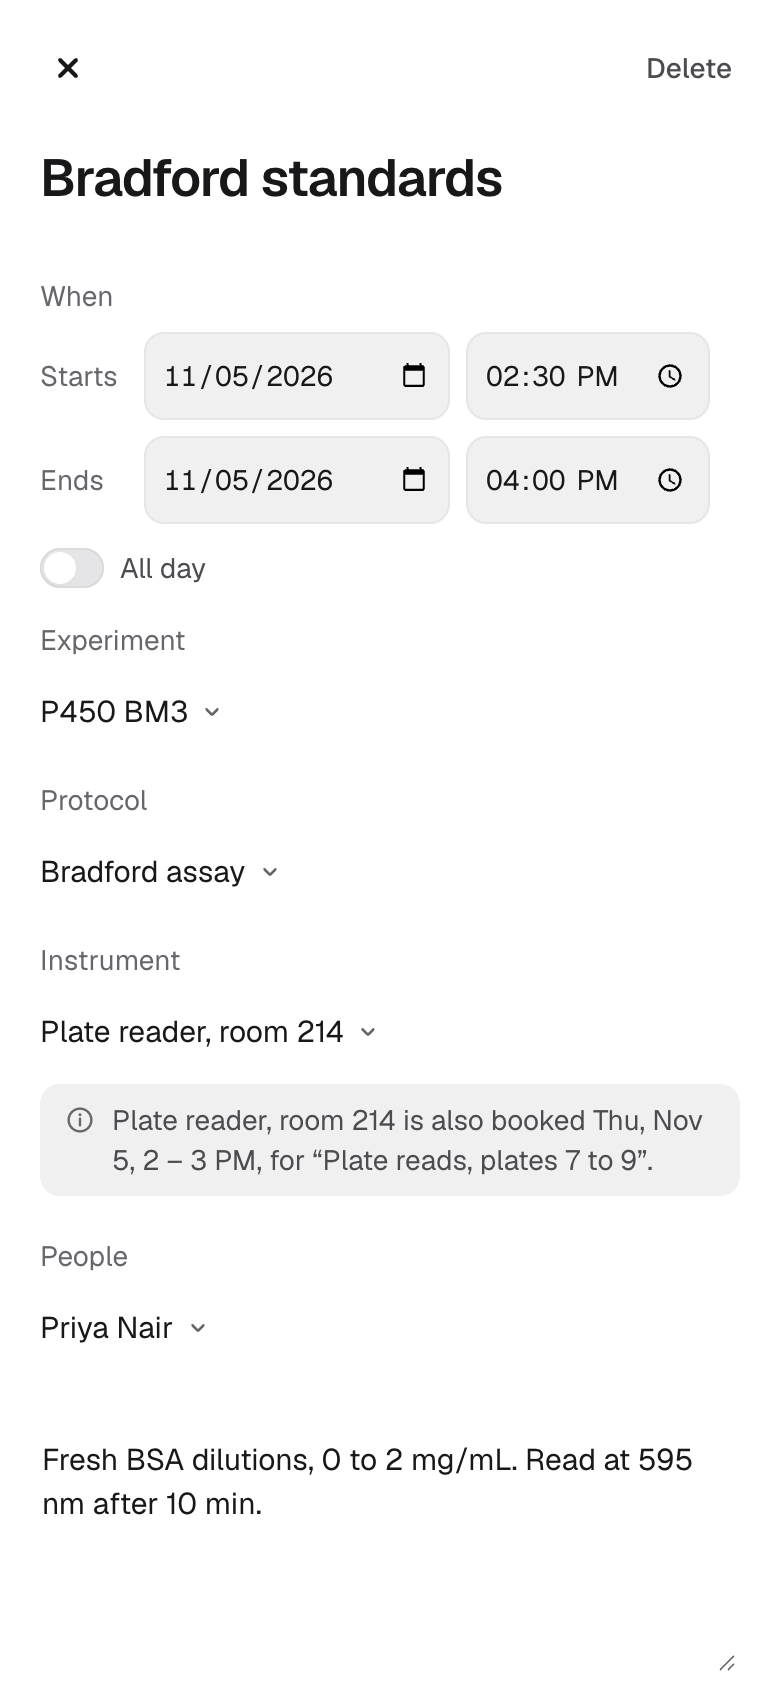 Delete
Bradford standards
When
Starts 11/05/2026 02:30 PM
Ends 11/05/2026 04:00 PM
All day
Experiment
P450 BM3
Protocol
Bradford assay
Instrument
Plate reader, room 214
Plate reader, room 214 is also booked Thu, Nov
5, 2 – 3 PM, for “Plate reads, plates 7 to 9”.
People
Priya Nair
Fresh BSA dilutions, 0 to 2 mg/mL. Read at 595
nm after 10 min.